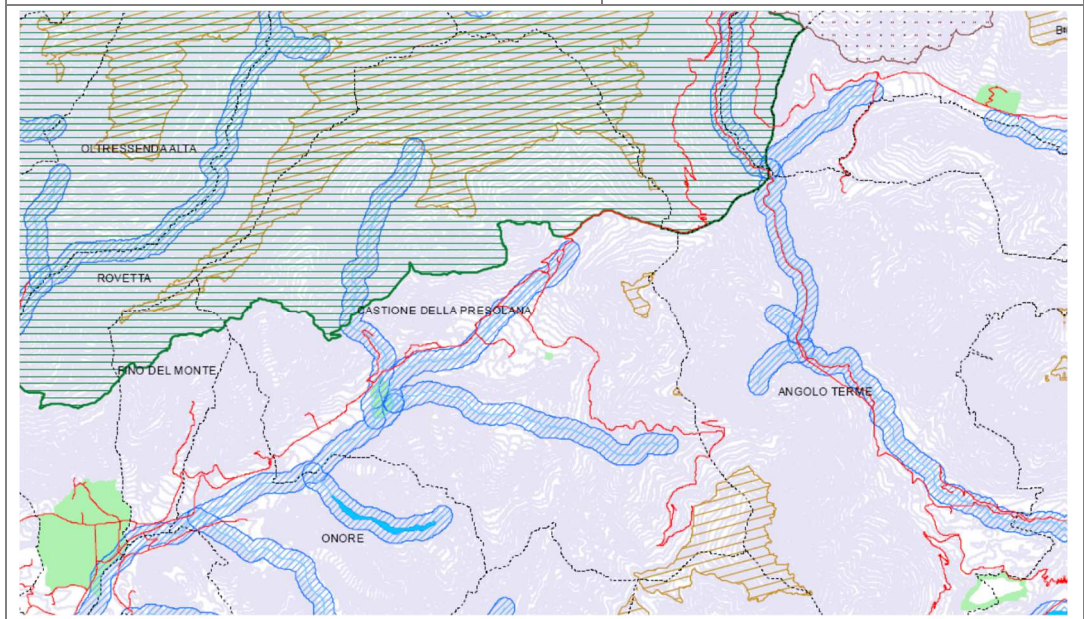 OLTRESSENDA ALTA
ROVETTA
CASTIONE DELLA PRESOLANA
FINO DEL MONTE
ANGOLO TERME
ONORE